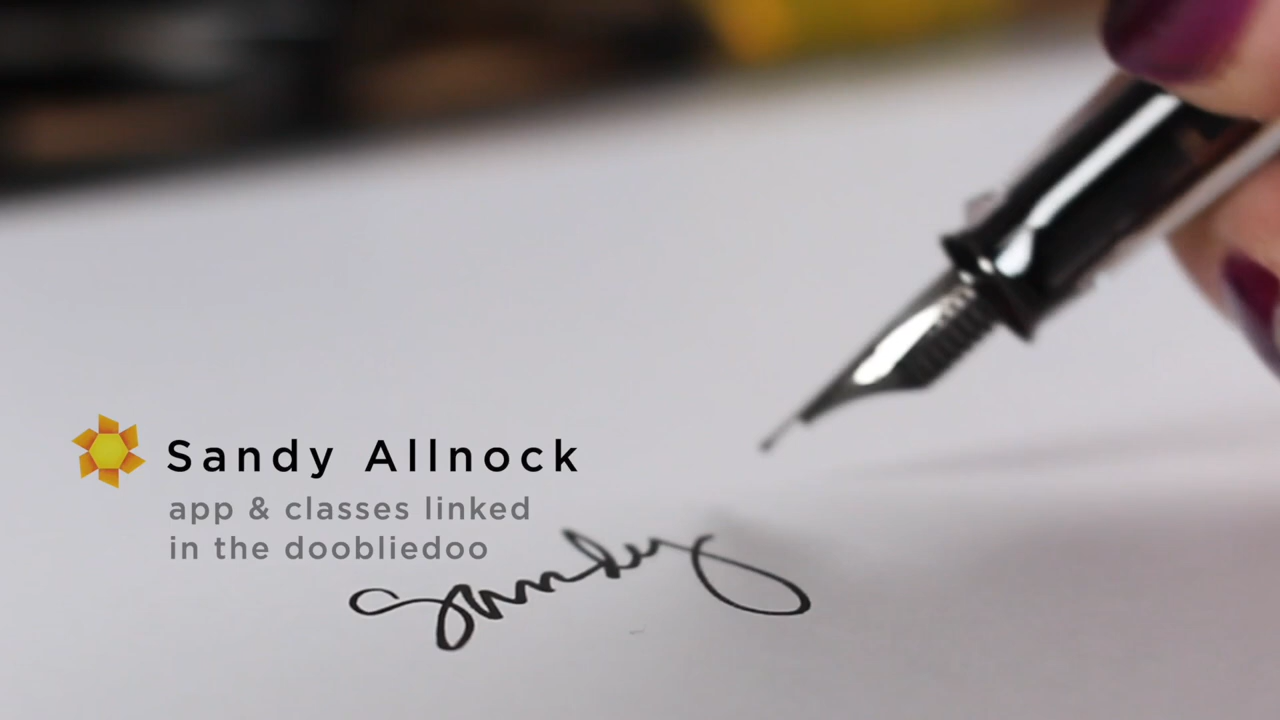 Sandy Allnock
app & classes linked
in the doobliedoo
Sandy